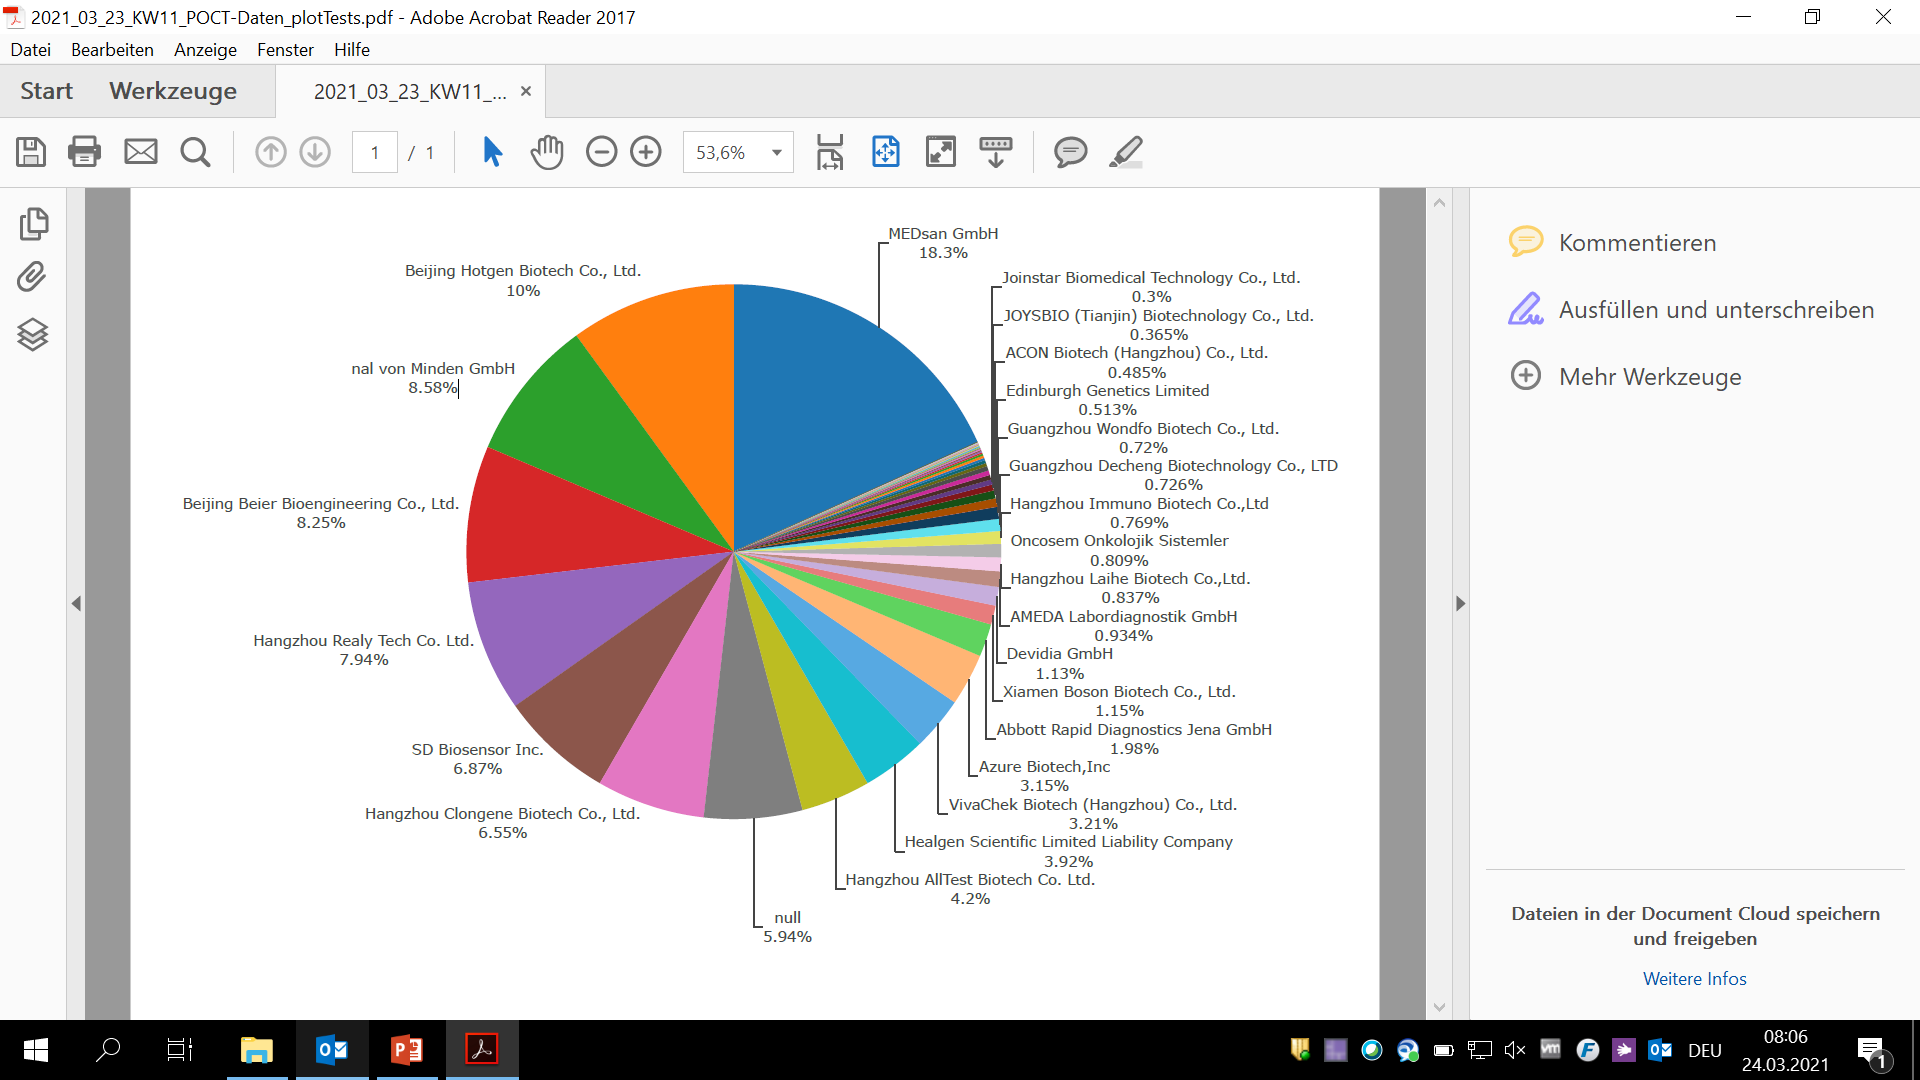 2021_03_23_KW11_POCT-Daten_plotTests.pdf - Adobe Acrobat Reader 2017
Datei Bearbeiten Anzeige Fenster Hilfe
Start Werkzeuge 2021_03_23_KW11_... ×
1 / 1 53,6%
MEDsan GmbH
18.3%
Joinstar Biomedical Technology Co., Ltd.
0.3%
JOYSBIO (Tianjin) Biotechnology Co., Ltd.
0.365%
ACON Biotech (Hangzhou) Co., Ltd.
0.485%
Edinburgh Genetics Limited
0.513%
Guangzhou Wondfo Biotech Co., Ltd.
0.72%
Guangzhou Decheng Biotechnology Co., LTD
0.726%
Hangzhou Immuno Biotech Co.,Ltd
0.769%
Oncosem Onkolojik Sistemler
0.809%
Hangzhou Laihe Biotech Co.,Ltd.
0.837%
AMEDA Labordiagnostik GmbH
0.934%
Devidia GmbH
1.13%
Xiamen Boson Biotech Co., Ltd.
1.15%
Abbott Rapid Diagnostics Jena GmbH
1.98%
Azure Biotech,Inc
3.15%
VivaChek Biotech (Hangzhou) Co., Ltd.
3.21%
Healgen Scientific Limited Liability Company
3.92%
Hangzhou AllTest Biotech Co. Ltd.
4.2%
null
5.94%
Hangzhou Clongene Biotech Co., Ltd.
6.55%
SD Biosensor Inc.
6.87%
Hangzhou Realy Tech Co. Ltd.
7.94%
Beijing Beier Bioengineering Co., Ltd.
8.25%
nal von Minden GmbH
8.58%
Beijing Hotgen Biotech Co., Ltd.
10%
Kommentieren
Ausfüllen und unterschreiben
Mehr Werkzeuge
Dateien in der Document Cloud speichern
und freigeben
Weitere Infos
DEU
08:06
24.03.2021
1